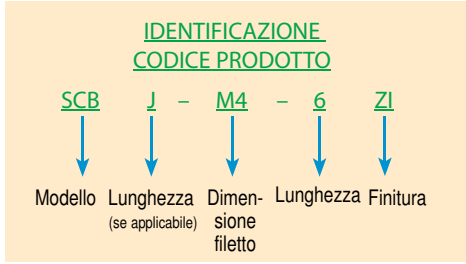 IDENTIFICAZIONE
CODICE PRODOTTO
SCB J – M4 – 6 ZI
Modello Lunghezza Dimen- Lunghezza Finitura
(se applicabile) sione
filetto